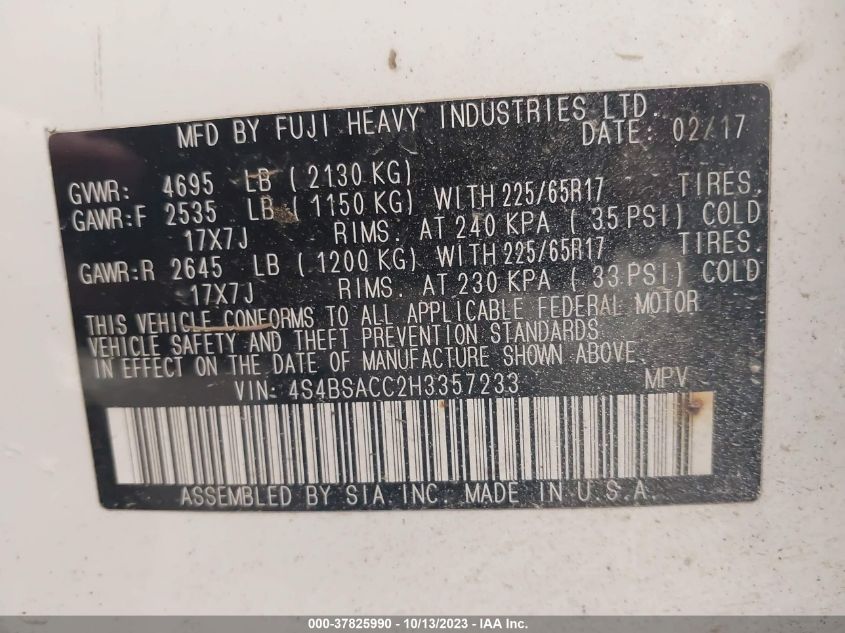 MFD BY FUJI HEAVY INDUSTRIES LTD.
DATE: 02/17
GVWR: 4695 LB ( 2130 KG)
GAWR:F 2535 LB ( 1150 KG) WITH 225/65R17 TIRES.
17X7J RIMS. AT 240 KPA ( 35 PSI) COLD
GAWR:R 2645 LB ( 1200 KG) WITH 225/65R17 TIRES.
17X7J RIMS. AT 230 KPA ( 33 PSI) COLD
THIS VEHICLE CONFORMS TO ALL APPLICABLE FEDERAL MOTOR
VEHICLE SAFETY AND THEFT PREVENTION STANDARDS
IN EFFECT ON THE DATE OF MANUFACTURE SHOWN ABOVE.
VIN: 4S4BSACC2H3357233 MPV
ASSEMBLED BY SIA INC. MADE IN U.S.A.
000-37825990 - 10/13/2023 - IAA Inc.